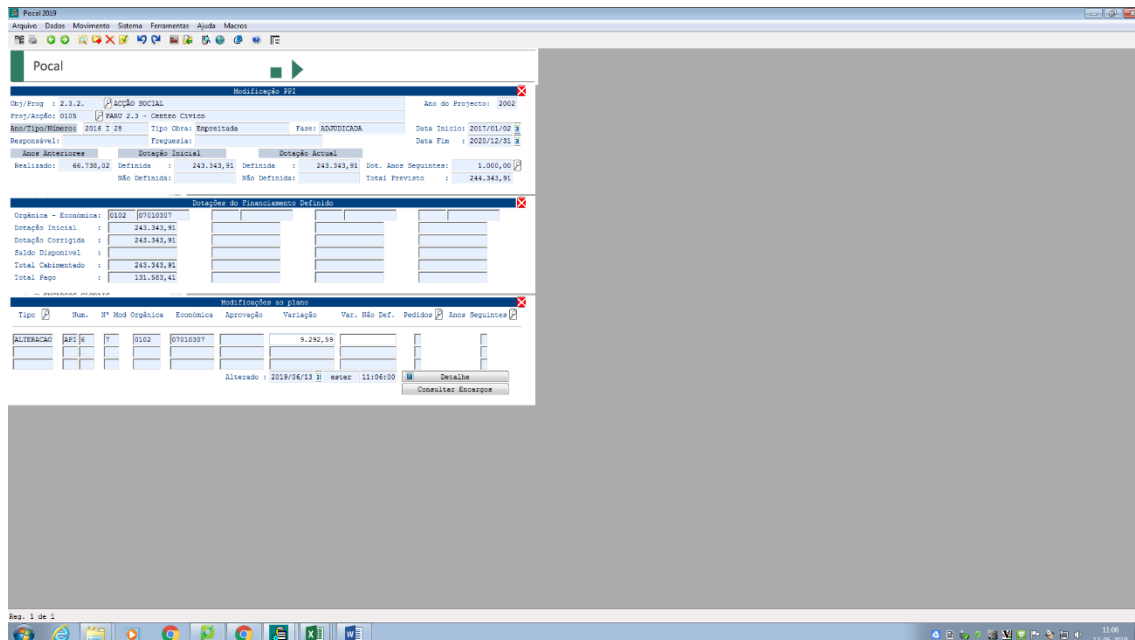 Pocal 2019
Arquivo Dados Movimento Sistema Ferramentas Ajuda Macros
Pocal
Modificação PPI
Obj/Prog : 2.3.2. ACÇÃO SOCIAL Ano do Projecto: 2002
Proj/Acção: 0105 PARU 2.3 - Centro Civico
Ano/Tipo/Número: 2016 I 28 Tipo Obra: Empreitada Fase: ADJUDICADA Data Inicio: 2017/01/02
Responsável: Freguesia: Data Fim : 2020/12/31
Anos Anteriores Dotação Inicial Dotação Actual
Realizado: 66.738,02 Definida : 243.343,91 Definida : 243.343,91 Dot. Anos Seguintes: 1.000,00
Não Definida: Não Definida: Total Previsto : 244.343,91
Dotações do Financiamento Definido
Orgânica - Económica: 0102 07010307
Dotação Inicial : 243.343,91
Dotação Corrigida : 243.343,91
Saldo Disponível :
Total Cabimentado : 243.343,91
Total Pago : 131.583,41
Modificações ao plano
Tipo Num. Nº Mod Orgânica Económica Aprovação Variação Var. Não Def. Pedidos Anos Seguintes
ALTERACAO API 6 7 0102 07010307 9.292,59
Alterado : 2019/06/13 ester 11:06:00 Detalhe
Consultar Encargos
Reg. 1 de 1
11:06